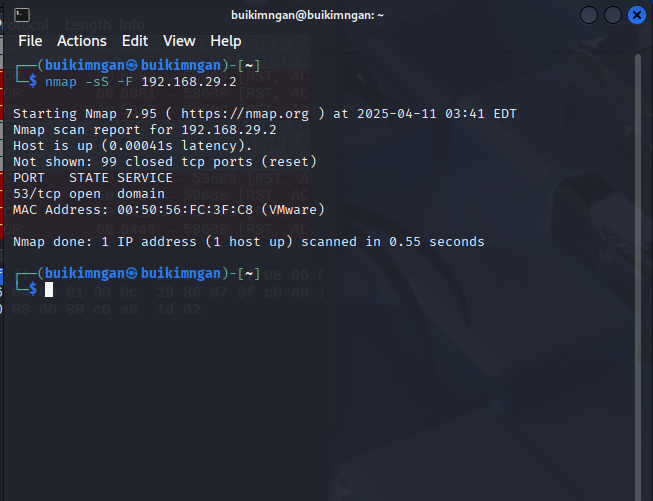 buikimngan@buikimngan: ~
File Actions Edit View Help
┌──(buikimngan㉿buikimngan)-[~]
└─$ nmap -sS -F 192.168.29.2
Starting Nmap 7.95 ( https://nmap.org ) at 2025-04-11 03:41 EDT
Nmap scan report for 192.168.29.2
Host is up (0.00041s latency).
Not shown: 99 closed tcp ports (reset)
PORT   STATE SERVICE
53/tcp open  domain
MAC Address: 00:50:56:FC:3F:C8 (VMware)
Nmap done: 1 IP address (1 host up) scanned in 0.55 seconds
┌──(buikimngan㉿buikimngan)-[~]
└─$